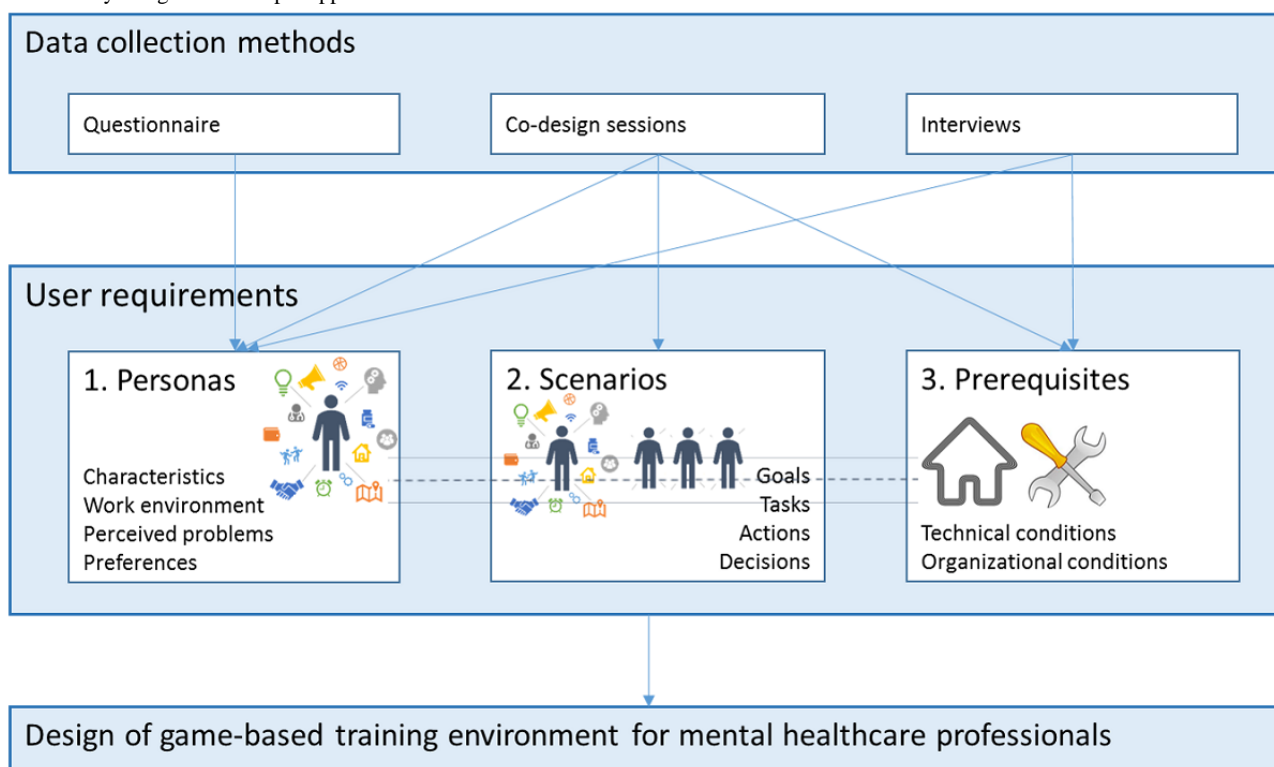 Data collection methods
Questionnaire
Co-design sessions
Interviews
User requirements
1. Personas
Characteristics
Work environment
Perceived problems
Preferences
2. Scenarios
Goals
Tasks
Actions
Decisions
3. Prerequisites
Technical conditions
Organizational conditions
Design of game-based training environment for mental healthcare professionals